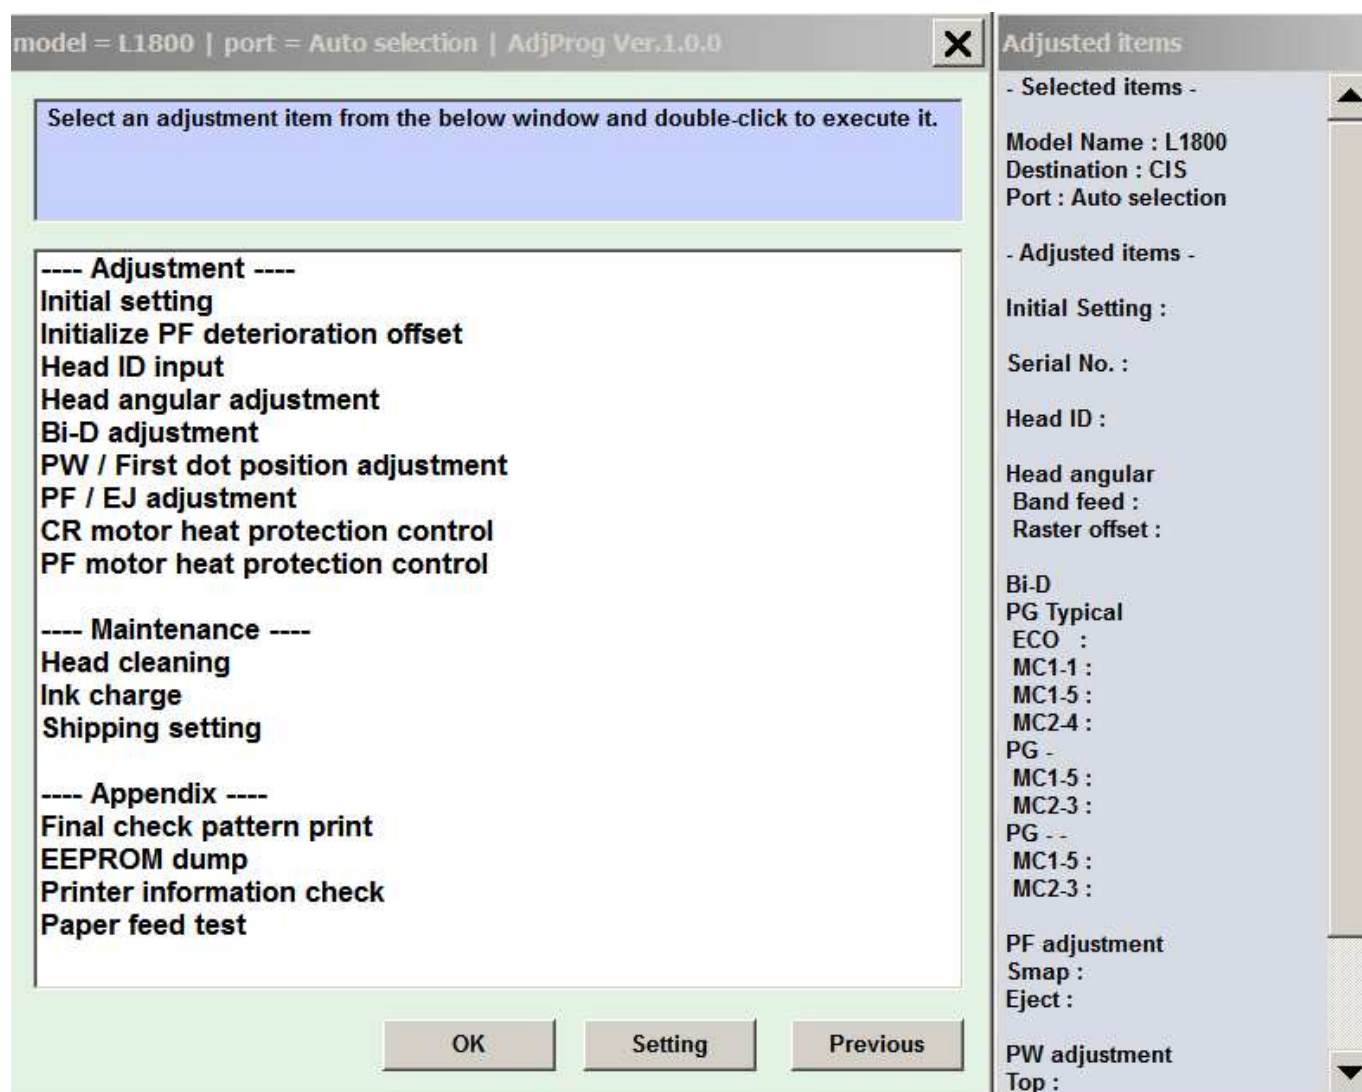 model = L1800 | port = Auto selection | AdjProg Ver.1.0.0
Select an adjustment item from the below window and double-click to execute it.
---- Adjustment ----
Initial setting
Initialize PF deterioration offset
Head ID input
Head angular adjustment
Bi-D adjustment
PW / First dot position adjustment
PF / EJ adjustment
CR motor heat protection control
PF motor heat protection control
---- Maintenance ----
Head cleaning
Ink charge
Shipping setting
---- Appendix ----
Final check pattern print
EEPROM dump
Printer information check
Paper feed test
OK
Setting
Previous
Adjusted items
- Selected items -
Model Name : L1800
Destination : CIS
Port : Auto selection
- Adjusted items -
Initial Setting :
Serial No. :
Head ID :
Head angular
Band feed :
Raster offset :
Bi-D
PG Typical
ECO :
MC1-1 :
MC1-5 :
MC2-4 :
PG -
MC1-5 :
MC2-3 :
PG - -
MC1-5 :
MC2-3 :
PF adjustment
Smap :
Eject :
PW adjustment
Top :